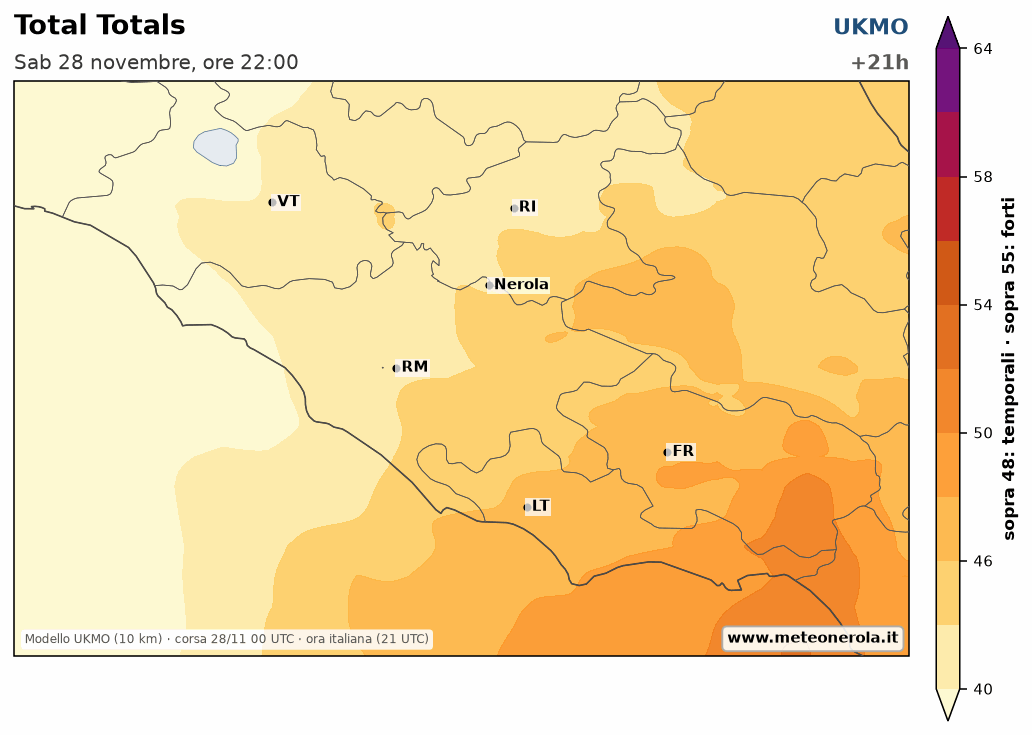 Total Totals
UKMO
Sab 28 novembre, ore 22:00
+21h
VT
RI
Nerola
RM
FR
LT
Modello UKMO (10 km) · corsa 28/11 00 UTC · ora italiana (21 UTC)
www.meteonerola.it
64
58
54
50
46
40
sopra 48: temporali · sopra 55: forti